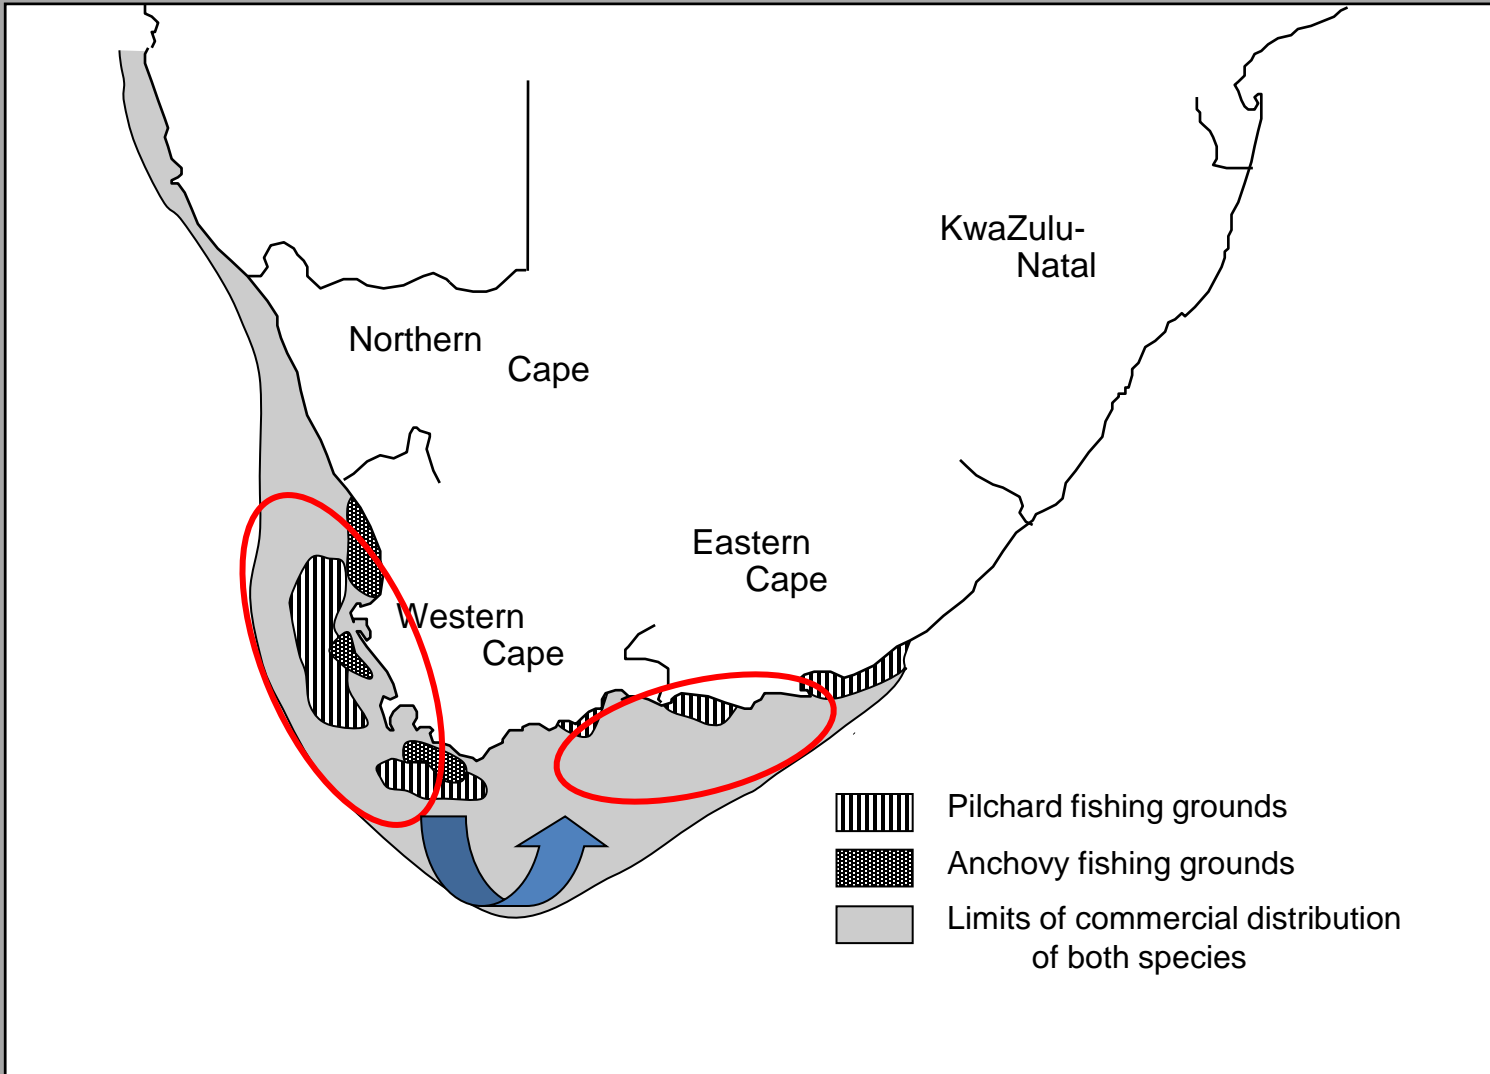 KwaZulu-
Natal
Northern
Cape
Eastern
Cape
Western
Cape
Pilchard fishing grounds
Anchovy fishing grounds
Limits of commercial distribution
of both species